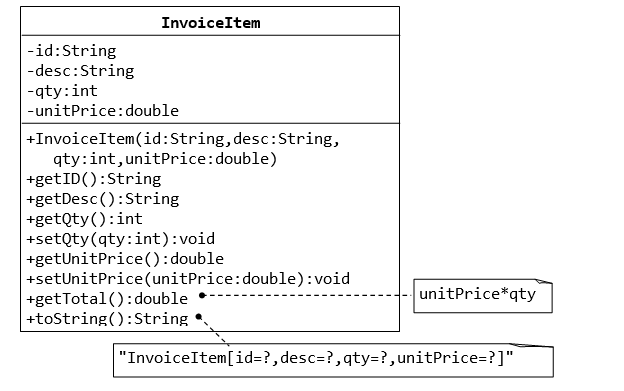 InvoiceItem
-id:String
-desc:String
-qty:int
-unitPrice:double
+InvoiceItem(id:String,desc:String,
qty:int,unitPrice:double)
+getID():String
+getDesc():String
+getQty():int
+setQty(qty:int):void
+getUnitPrice():double
+setUnitPrice(unitPrice:double):void
+getTotal():double
unitPrice*qty
+toString():String
"InvoiceItem[id=?,desc=?,qty=?,unitPrice=?]"